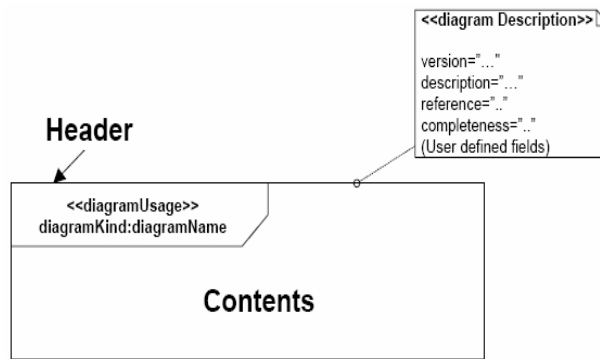 <<diagram Description>>
version="..."
description="..."
reference=".."
completeness=".."
(User defined fields)
Header
<<diagramUsage>>
diagramKind:diagramName
Contents